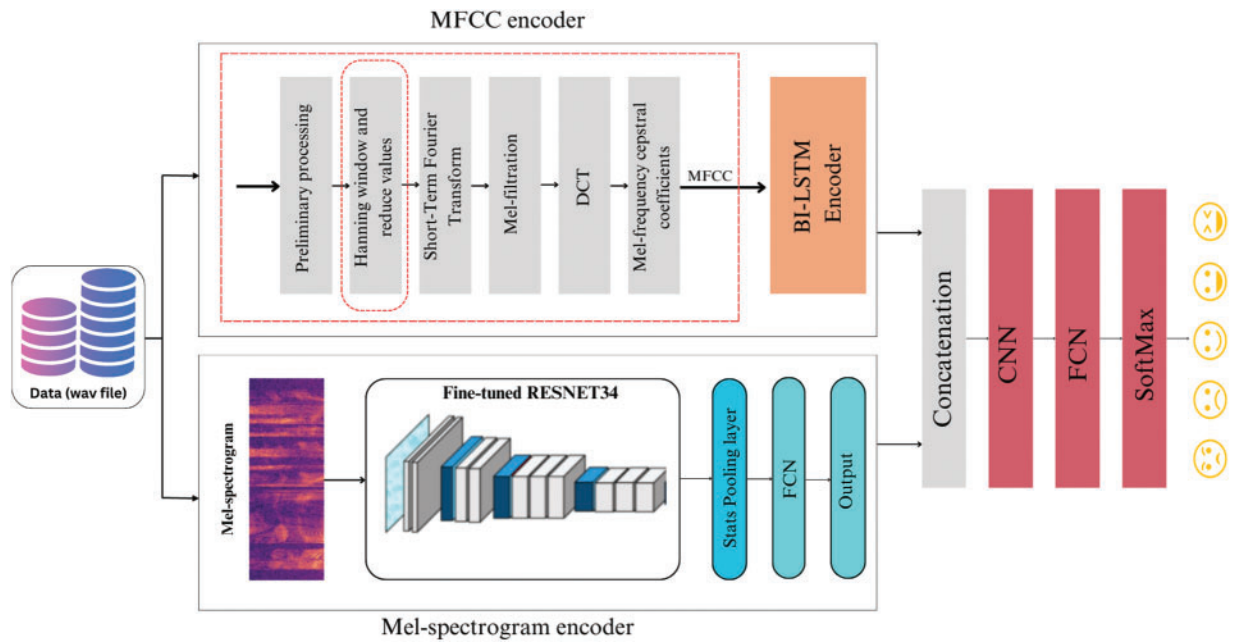 MFCC encoder
Preliminary processing
Hanning window and
reduce values
Short-Term Fourier
Transform
Mel-filtration
DCT
Mel-frequency cepstral
coefficients
MFCC
BI-LSTM
Encoder
Data (wav file)
Mel-spectrogram
Fine-tuned RESNET34
Stats Pooling layer
FCN
Output
Mel-spectrogram encoder
Concatenation
CNN
FCN
SoftMax